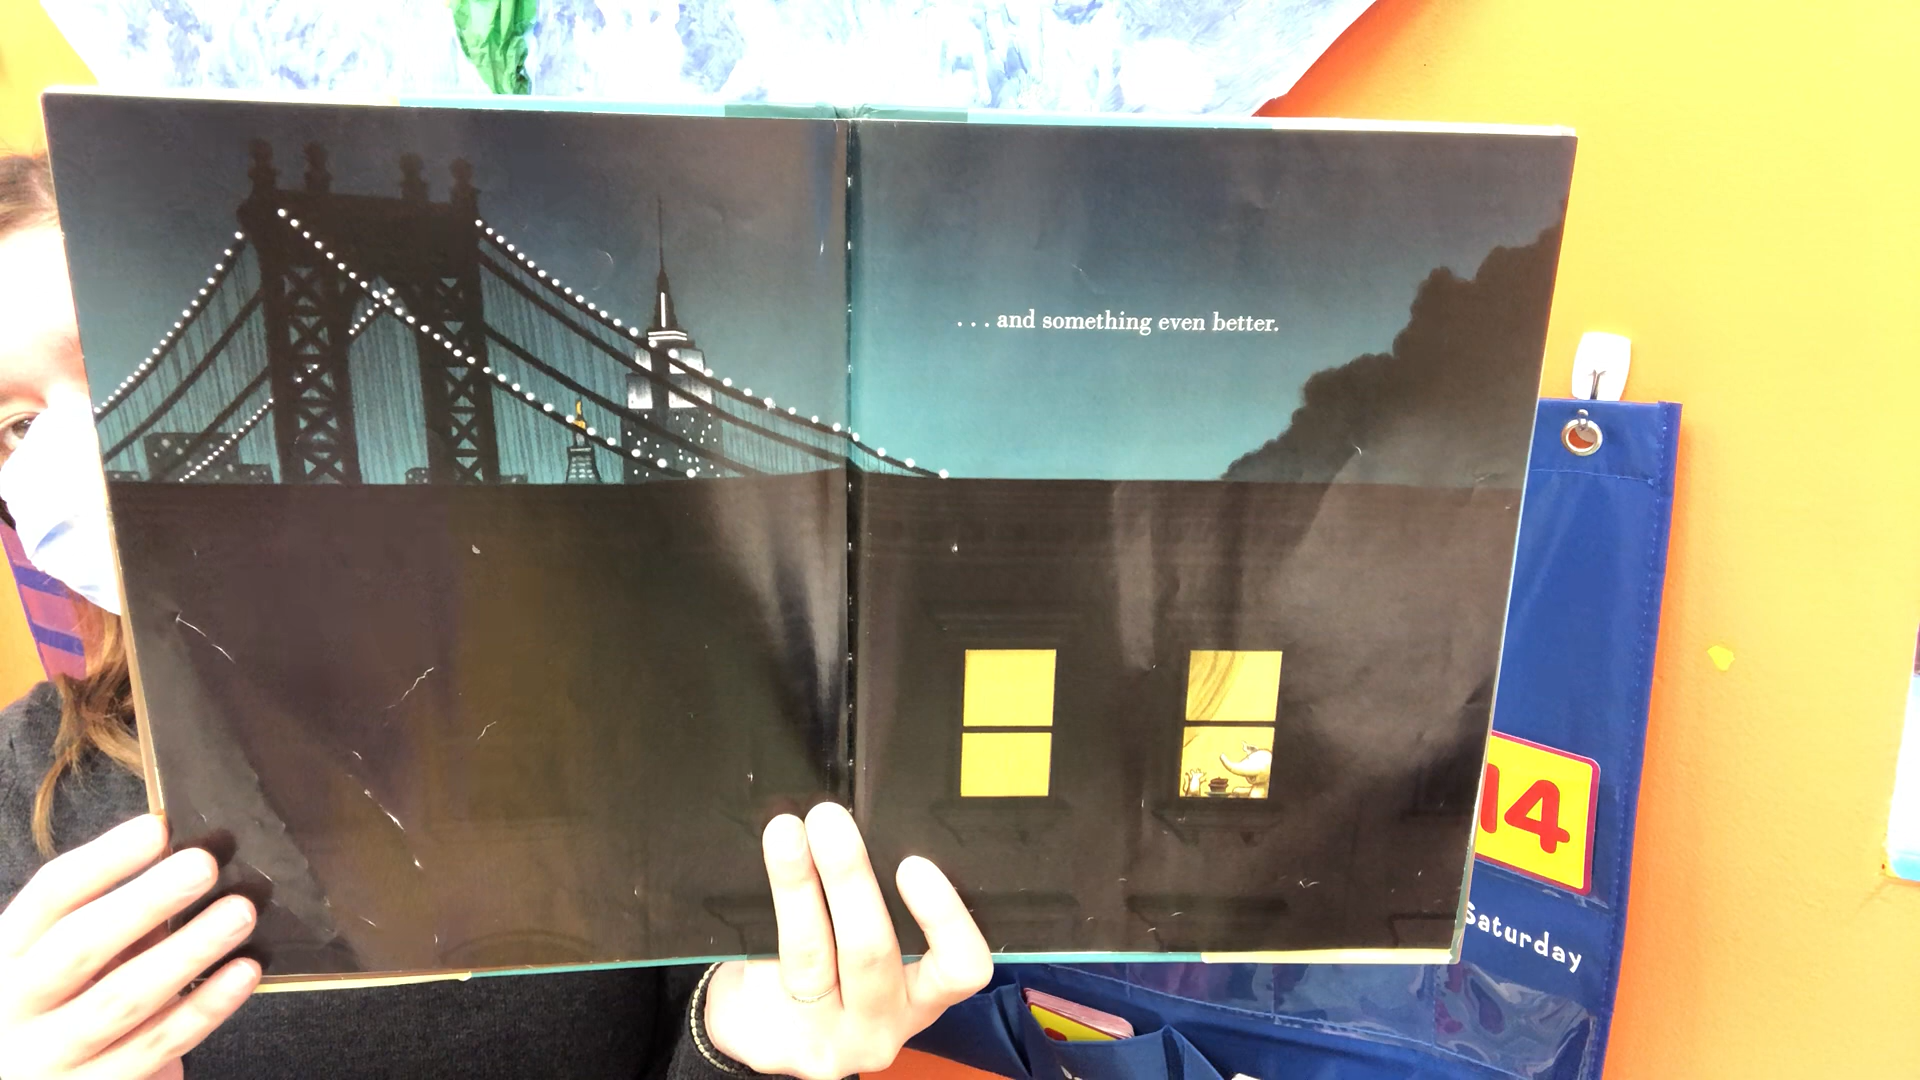 . . . and something even better.
14
Saturday